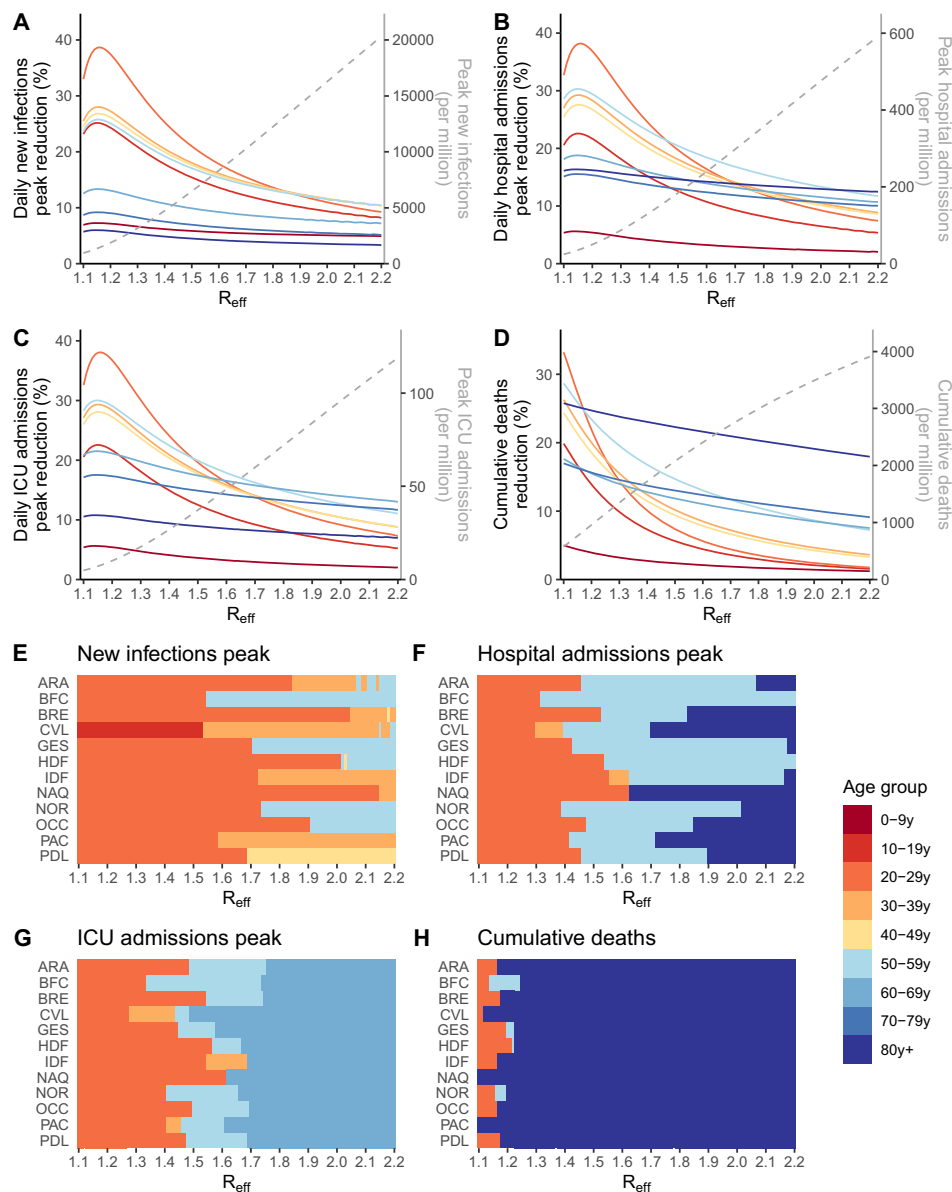 A
Daily new infections
peak reduction (%)
0
10
20
30
40
1.1 1.2 1.3 1.4 1.5 1.6 1.7 1.8 1.9 2.0 2.1 2.2
Reff
0
5000
10000
15000
20000
Peak new infections
(per million)
B
Daily hospital admissions
peak reduction (%)
0
10
20
30
40
1.1 1.2 1.3 1.4 1.5 1.6 1.7 1.8 1.9 2.0 2.1 2.2
Reff
0
200
400
600
Peak hospital admissions
(per million)
C
Daily ICU admissions
peak reduction (%)
0
10
20
30
40
1.1 1.2 1.3 1.4 1.5 1.6 1.7 1.8 1.9 2.0 2.1 2.2
Reff
0
50
100
Peak ICU admissions
(per million)
D
Cumulative deaths
reduction (%)
0
10
20
30
1.1 1.2 1.3 1.4 1.5 1.6 1.7 1.8 1.9 2.0 2.1 2.2
Reff
0
1000
2000
3000
4000
Cumulative deaths
(per million)
E New infections peak
ARA
BFC
BRE
CVL
GES
HDF
IDF
NAQ
NOR
OCC
PAC
PDL
1.1 1.2 1.3 1.4 1.5 1.6 1.7 1.8 1.9 2.0 2.1 2.2
Reff
F Hospital admissions peak
ARA
BFC
BRE
CVL
GES
HDF
IDF
NAQ
NOR
OCC
PAC
PDL
1.1 1.2 1.3 1.4 1.5 1.6 1.7 1.8 1.9 2.0 2.1 2.2
Reff
G ICU admissions peak
ARA
BFC
BRE
CVL
GES
HDF
IDF
NAQ
NOR
OCC
PAC
PDL
1.1 1.2 1.3 1.4 1.5 1.6 1.7 1.8 1.9 2.0 2.1 2.2
Reff
H Cumulative deaths
ARA
BFC
BRE
CVL
GES
HDF
IDF
NAQ
NOR
OCC
PAC
PDL
1.1 1.2 1.3 1.4 1.5 1.6 1.7 1.8 1.9 2.0 2.1 2.2
Reff
Age group
0−9y
10−19y
20−29y
30−39y
40−49y
50−59y
60−69y
70−79y
80y+